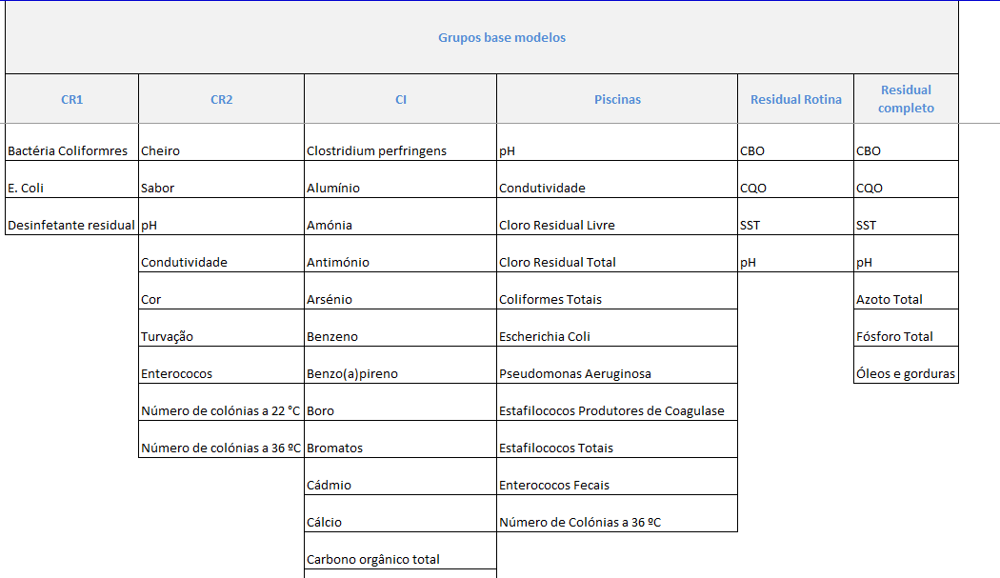 Grupos base modelos
CR1 CR2 CI Piscinas Residual Rotina Residual completo
Bactéria Coliformres Cheiro Clostridium perfringens pH CBO CBO
E. Coli Sabor Alumínio Condutividade CQO CQO
Desinfetante residual pH Amónia Cloro Residual Livre SST SST
Condutividade Antimónio Cloro Residual Total pH pH
Cor Arsénio Coliformes Totais Azoto Total
Turvação Benzeno Escherichia Coli Fósforo Total
Enterococos Benzo(a)pireno Pseudomonas Aeruginosa Óleos e gorduras
Número de colónias a 22 °C Boro Estafilococos Produtores de Coagulase
Número de colónias a 36 ºC Bromatos Estafilococos Totais
Cádmio Enterococos Fecais
Cálcio Número de Colónias a 36 ºC
Carbono orgânico total